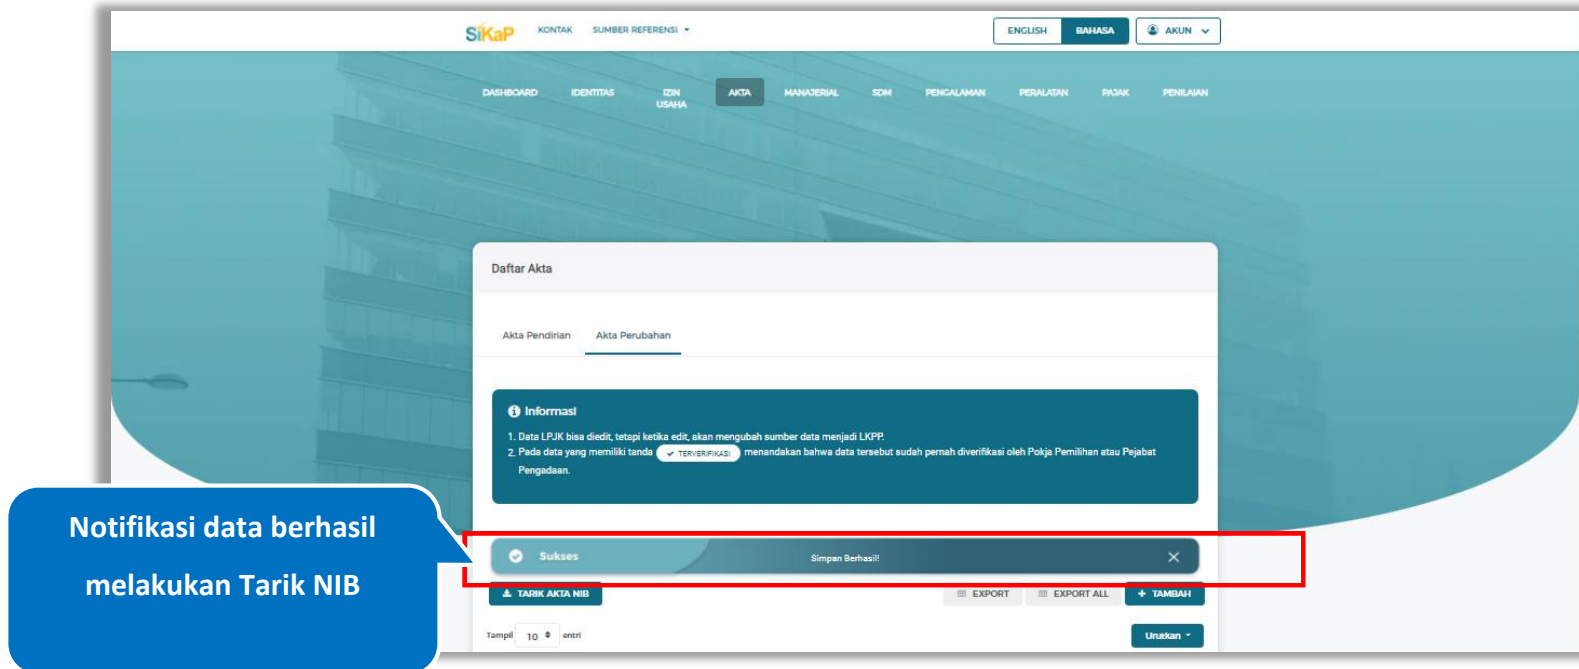 SiKaP KONTAK SUMBER REFERENSI ENGLISH BAHASA AKUN
DASHBOARD IDENTITAS IZIN USAHA AKTA MANAJERIAL SDM PENGALAMAN PERALATAN PAJAK PENILAIAN
Daftar Akta
Akta Pendirian Akta Perubahan
Informasi
1. Data LPJK bisa diedit, tetapi ketika edit, akan mengubah sumber data menjadi LKPP.
2. Pada data yang memiliki tanda TERVERIFIKASI menandakan bahwa data tersebut sudah pernah diverifikasi oleh Pokja Pemilihan atau Pejabat
Pengadaan.
Notifikasi data berhasil
melakukan Tarik NIB
Sukses Simpan Berhasil!
TARIK AKTA NIB EXPORT EXPORT ALL + TAMBAH
Tampil 10 entri Urutkan